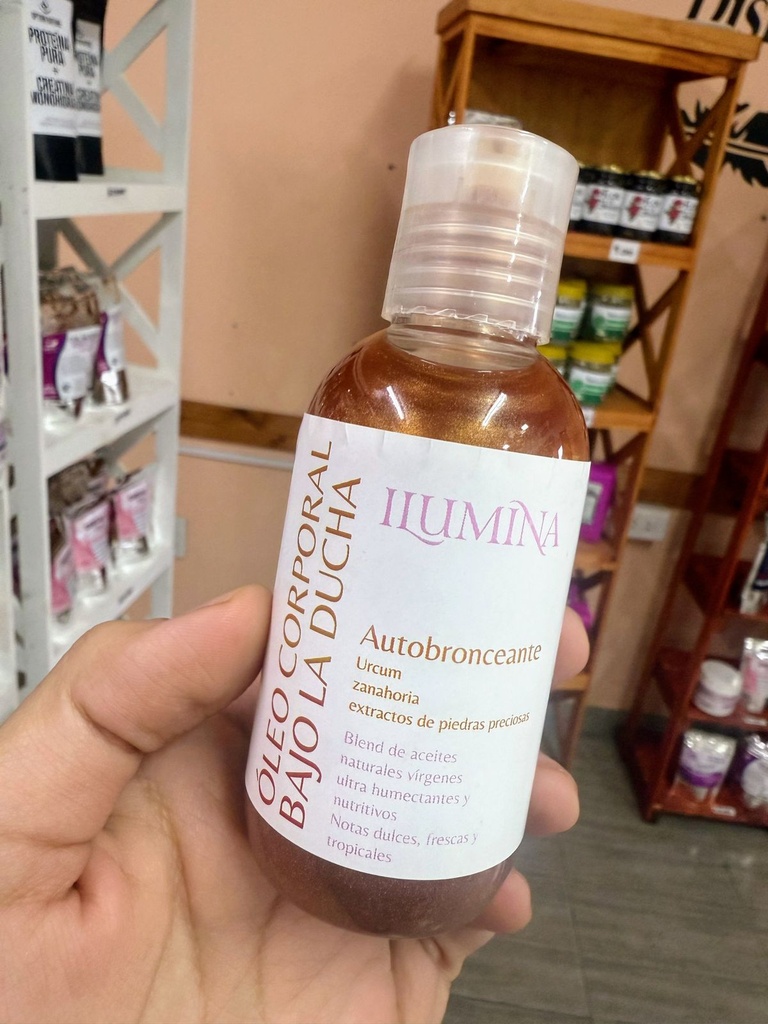 PROTEÍNA
PURA
+
CREATINA
MONOHIDRATO
ÓLEO CORPORAL
BAJO LA DUCHA
ILUMINA
Autobronceante
Urcum
zanahoria
extractos de piedras preciosas
Blend de aceites
naturales vírgenes
ultra humectantes y
nutritivos
Notas dulces, frescas y
tropicales